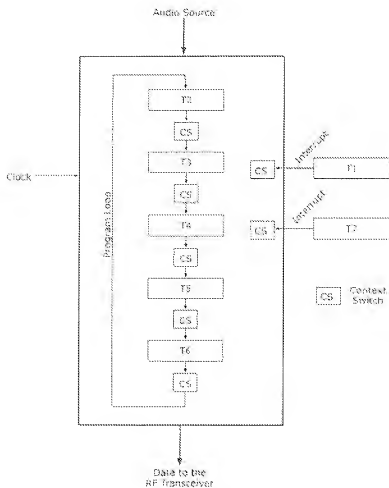 Audio Source
T2
CS
T3
CS
T4
CS
T5
CS
T6
CS
Program Loop
Clock
Interrupt
CS
T1
Interrupt
CS
T7
CS
Context
Switch
Data to the
RF Transceiver